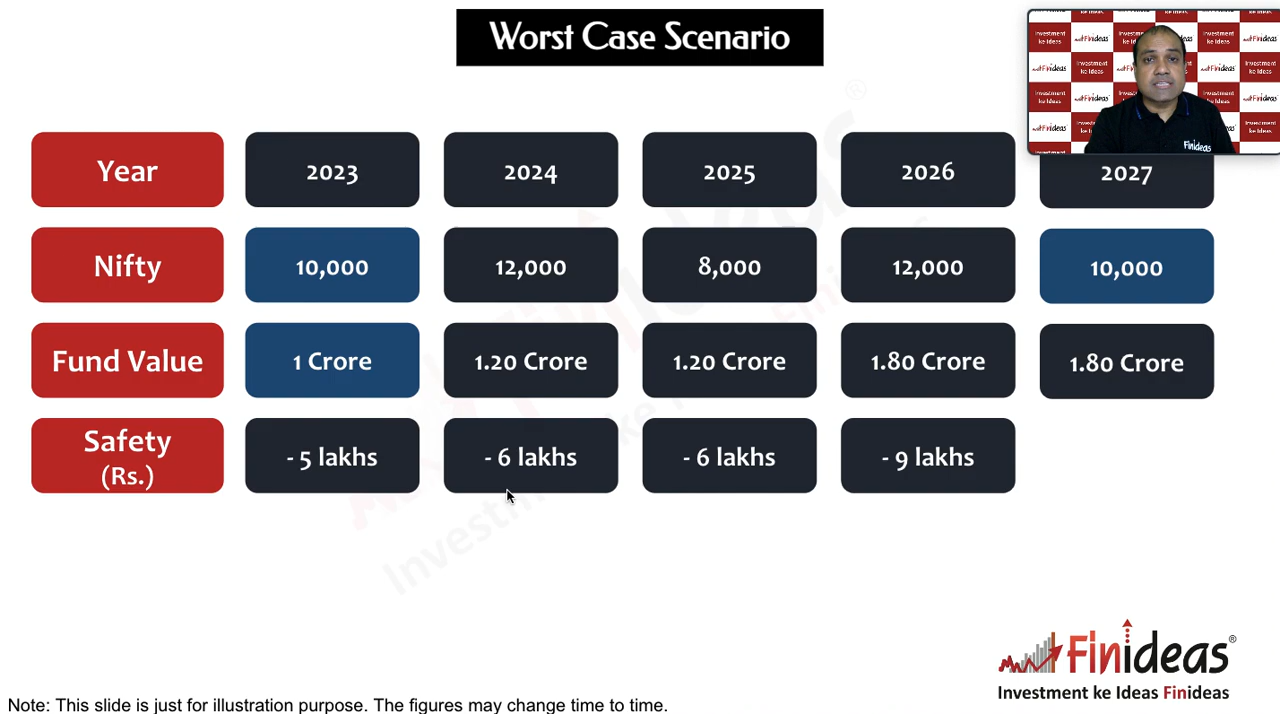 Worst Case Scenario
Year 2023 2024 2025 2026 2027
Nifty 10,000 12,000 8,000 12,000 10,000
Fund Value 1 Crore 1.20 Crore 1.20 Crore 1.80 Crore 1.80 Crore
Safety
(Rs.) - 5 lakhs - 6 lakhs - 6 lakhs - 9 lakhs
Finideas®
Investment ke Ideas Finideas
Note: This slide is just for illustration purpose. The figures may change time to time.